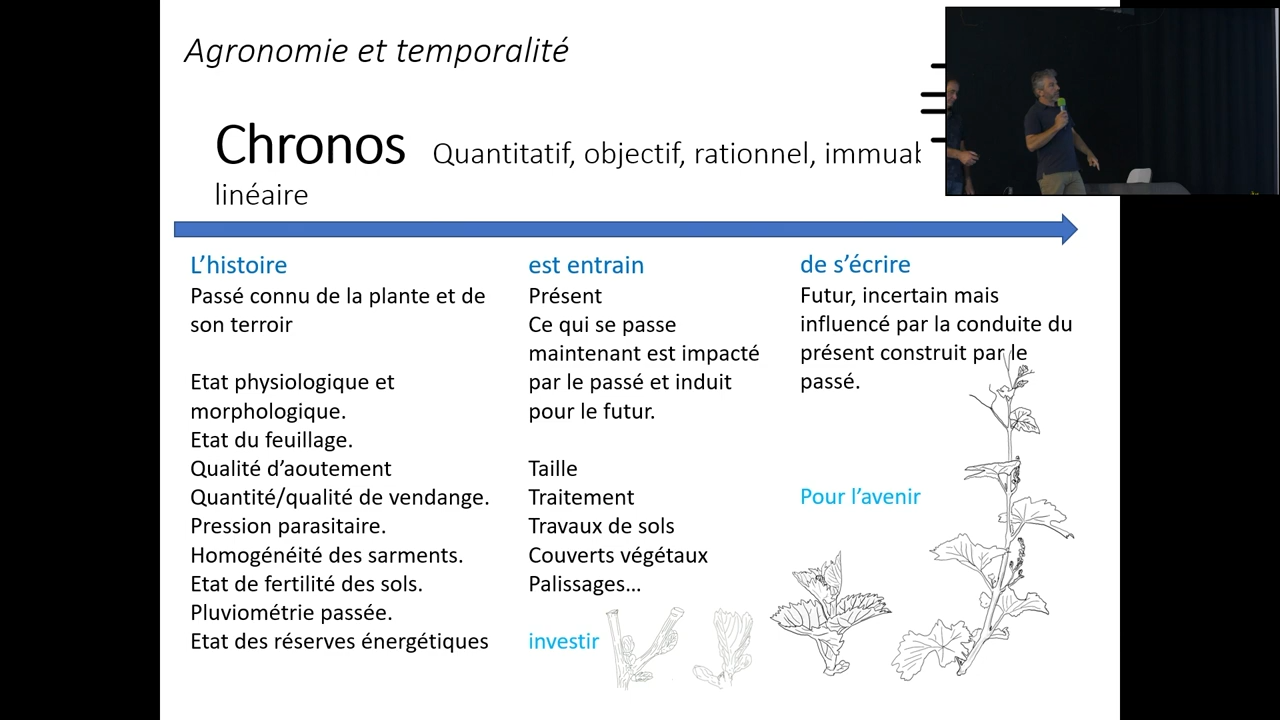 Agronomie et temporalité
Chronos Quantitatif, objectif, rationnel,
linéaire
L’histoire
Passé connu de la plante et de
son terroir
Etat physiologique et
morphologique.
Etat du feuillage.
Qualité d’aoutement
Quantité/qualité de vendange.
Pression parasitaire.
Homogénéité des sarments.
Etat de fertilité des sols.
Pluviométrie passée.
Etat des réserves énergétiques
est entrain
Présent
Ce qui se passe
maintenant est impacté
par le passé et induit
pour le futur.
Taille
Traitement
Travaux de sols
Couverts végétaux
Palissages...
investir
de s’écrire
Futur, incertain mais
influencé par la conduite du
présent construit par le
passé.
Pour l’avenir